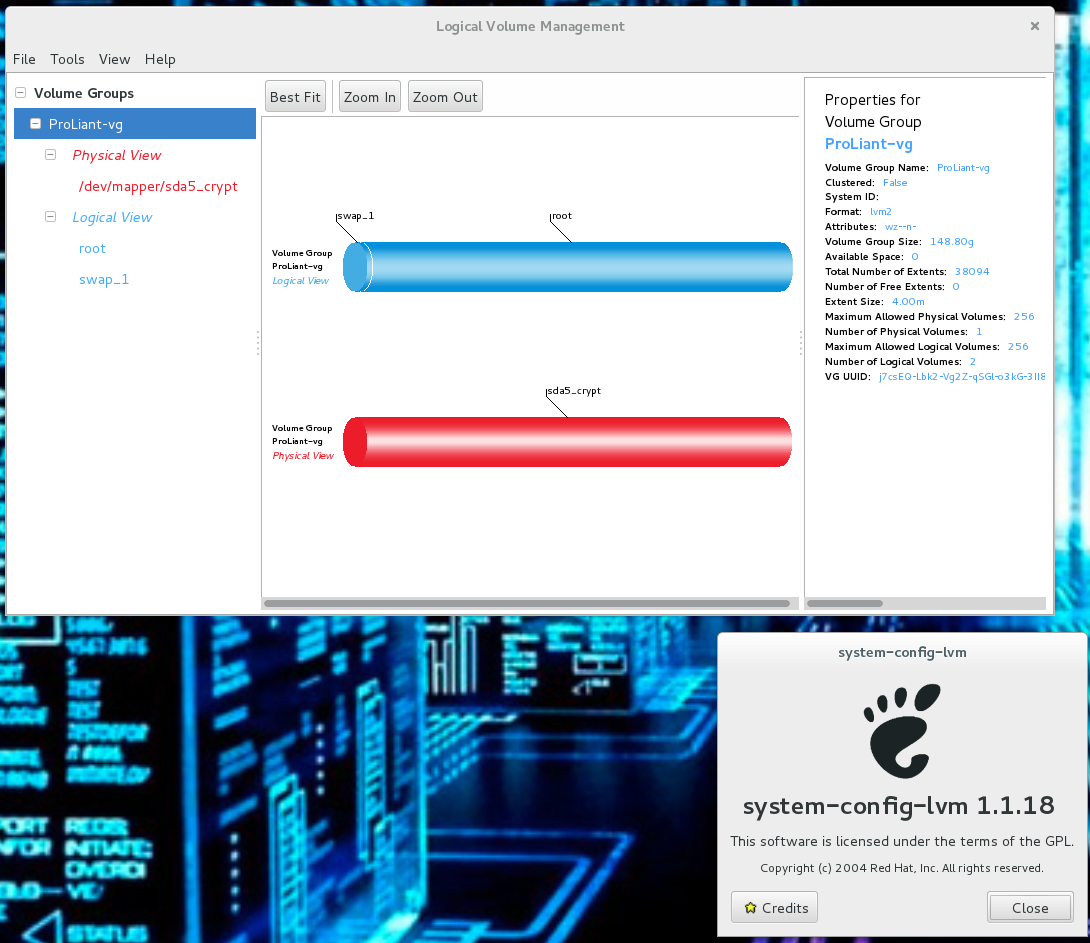 Logical Volume Management
File Tools View Help
Volume Groups
ProLiant-vg
Physical View
/dev/mapper/sda5_crypt
Logical View
root
swap_1
Best Fit Zoom In Zoom Out
swap_1 root
Volume Group
ProLiant-vg
Logical View
sda5_crypt
Volume Group
ProLiant-vg
Physical View
Properties for
Volume Group
ProLiant-vg
Volume Group Name: ProLiant-vg
Clustered: False
System ID:
Format: lvm2
Attributes: wz--n-
Volume Group Size: 148.80g
Available Space: 0
Total Number of Extents: 38094
Number of Free Extents: 0
Extent Size: 4.00m
Maximum Allowed Physical Volumes: 256
Number of Physical Volumes: 1
Maximum Allowed Logical Volumes: 256
Number of Logical Volumes: 2
VG UUID:
TEST
TEST
PORT REGIS;
INFOR INITIATE;
STATUS
system-config-lvm
system-config-lvm 1.1.18
This software is licensed under the terms of the GPL.
Copyright (c) 2004 Red Hat, Inc. All rights reserved.
Credits Close